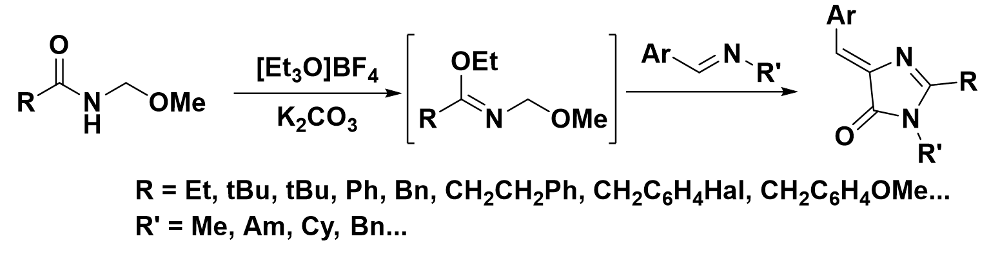 O
R
N
H
OMe
[Et3O]BF4
K2CO3
OEt
R
N
OMe
Ar
N
R'
Ar
N
R
N
O
R'
R = Et, tBu, tBu, Ph, Bn, CH2CH2Ph, CH2C6H4Hal, CH2C6H4OMe...
R' = Me, Am, Cy, Bn...